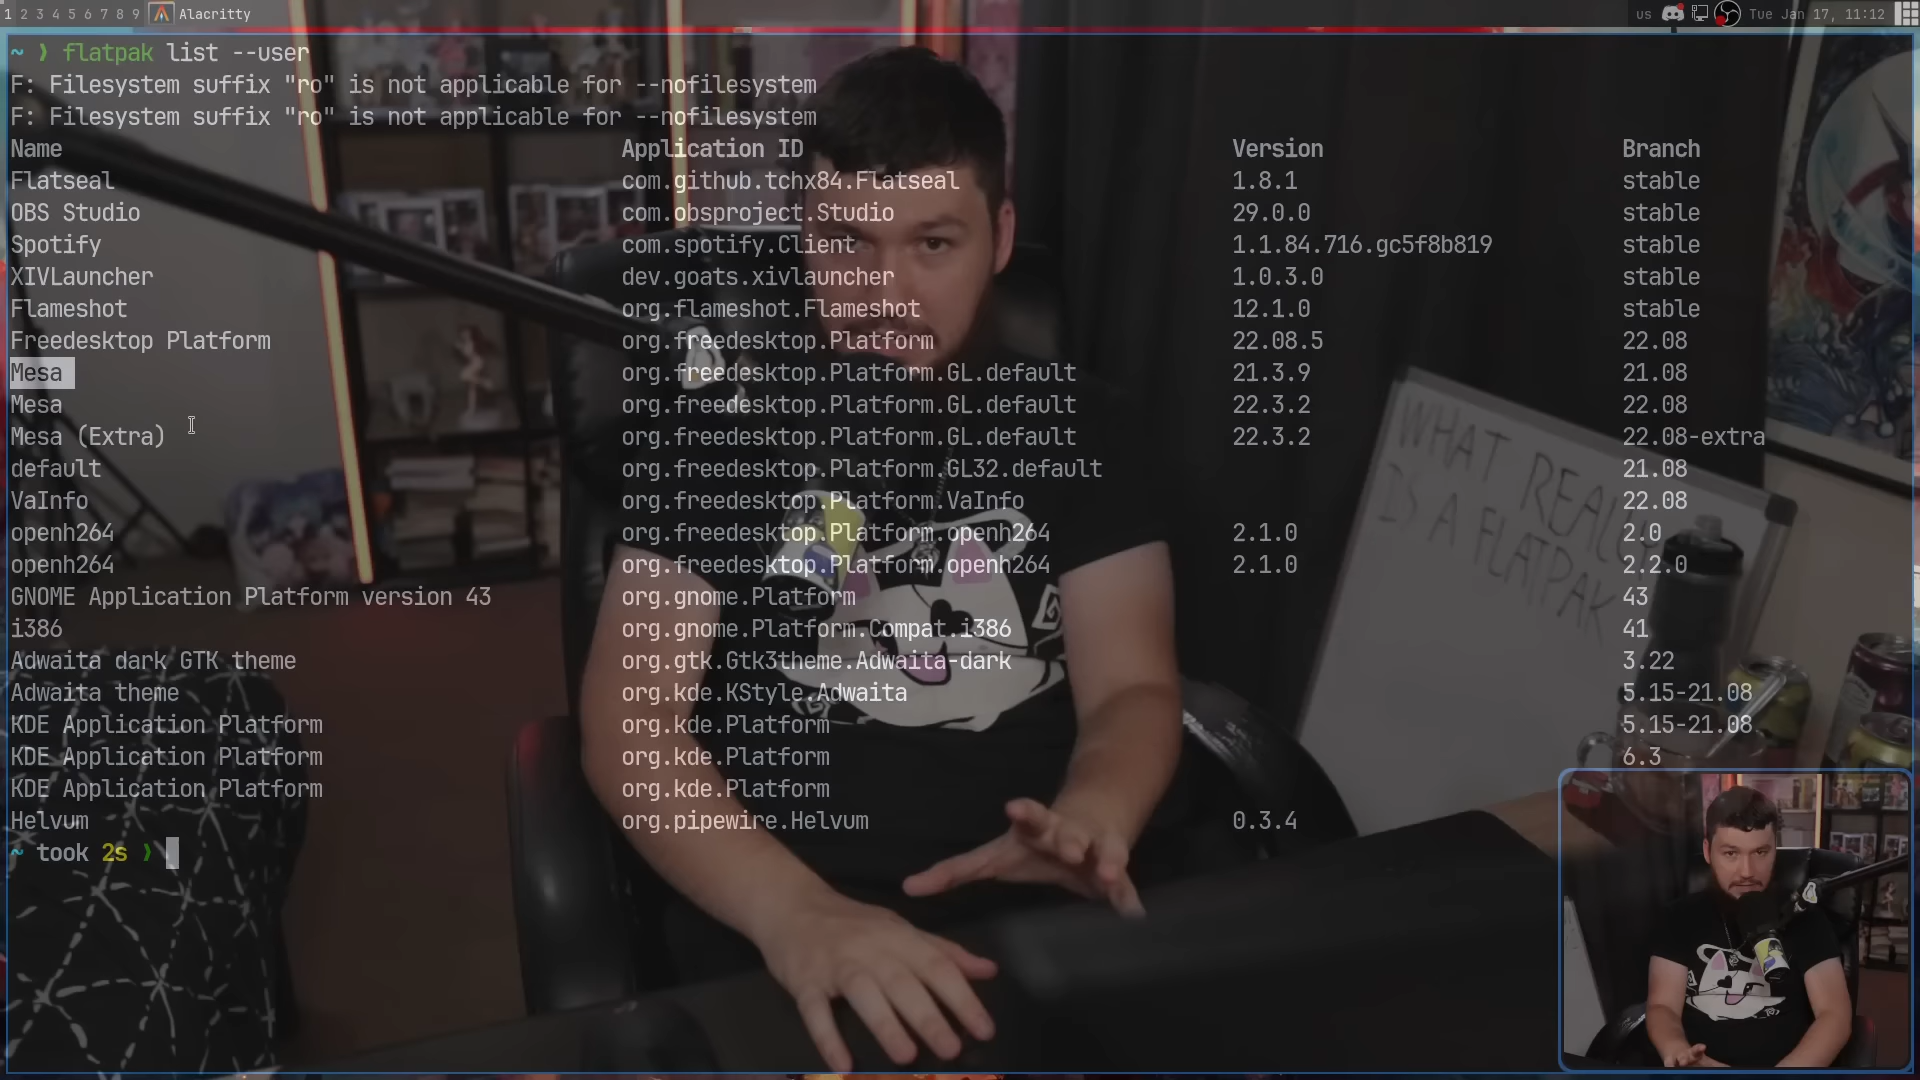 1 2 3 4 5 6 7 8 9 Alacritty us Tue Jan 17, 11:12
~ ❯ flatpak list --user
F: Filesystem suffix "ro" is not applicable for --nofilesystem
F: Filesystem suffix "ro" is not applicable for --nofilesystem
Name Application ID Version Branch
Flatseal com.github.tchx84.Flatseal 1.8.1 stable
OBS Studio com.obsproject.Studio 29.0.0 stable
Spotify com.spotify.Client 1.1.84.716.gc5f8b819 stable
XIVLauncher dev.goats.xivlauncher 1.0.3.0 stable
Flameshot org.flameshot.Flameshot 12.1.0 stable
Freedesktop Platform org.freedesktop.Platform 22.08.5 22.08
Mesa org.freedesktop.Platform.GL.default 21.3.9 21.08
Mesa org.freedesktop.Platform.GL.default 22.3.2 22.08
Mesa (Extra) org.freedesktop.Platform.GL.default 22.3.2 22.08-extra
default org.freedesktop.Platform.GL32.default 21.08
VaInfo org.freedesktop.Platform.VaInfo 22.08
openh264 org.freedesktop.Platform.openh264 2.1.0 2.0
openh264 org.freedesktop.Platform.openh264 2.1.0 2.2.0
GNOME Application Platform version 43 org.gnome.Platform 43
i386 org.gnome.Platform.Compat.i386 41
Adwaita dark GTK theme org.gtk.Gtk3theme.Adwaita-dark 3.22
Adwaita theme org.kde.KStyle.Adwaita 5.15-21.08
KDE Application Platform org.kde.Platform 5.15-21.08
KDE Application Platform org.kde.Platform 6.3
KDE Application Platform org.kde.Platform
Helvum org.pipewire.Helvum 0.3.4
~ took 2s ❯
WHAT REALLY
IS A FLATPAK